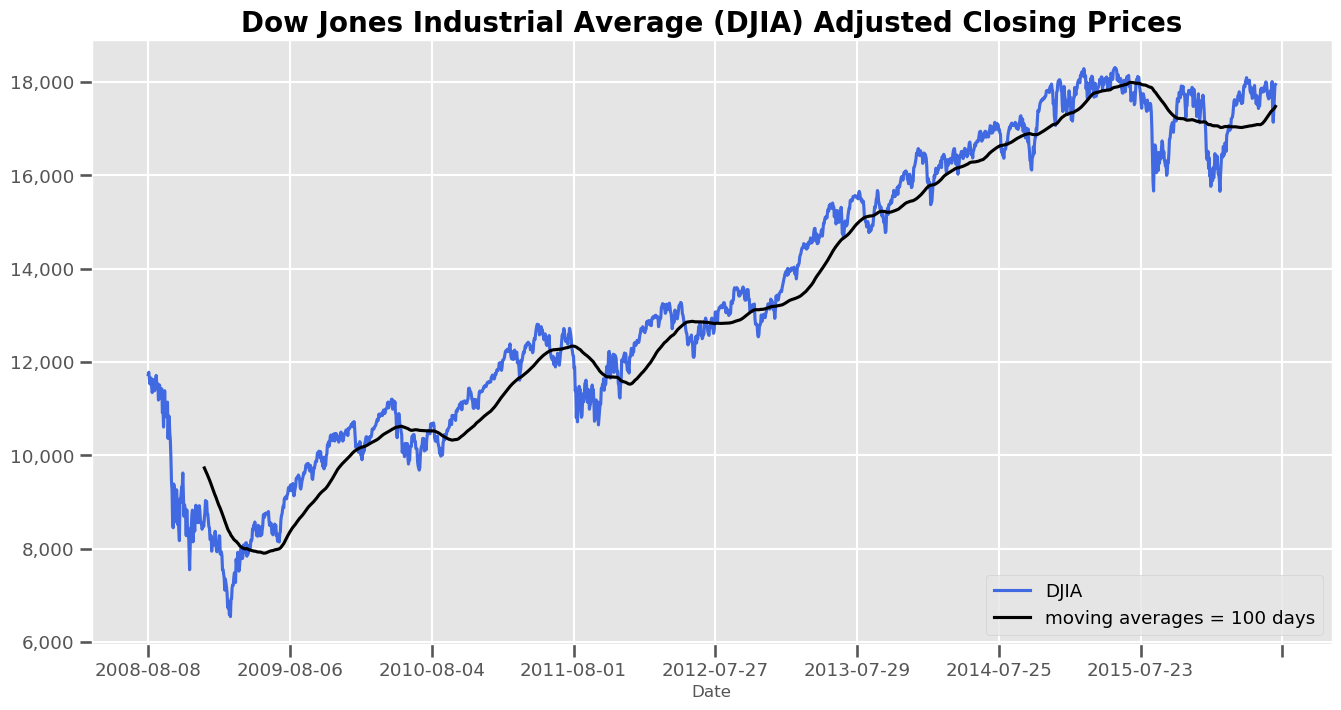 Dow Jones Industrial Average (DJIA) Adjusted Closing Prices
18,000
16,000
14,000
12,000
10,000
8,000
6,000
DJIA
moving averages = 100 days
2008-08-08 2009-08-06 2010-08-04 2011-08-01 2012-07-27 2013-07-29 2014-07-25 2015-07-23
Date